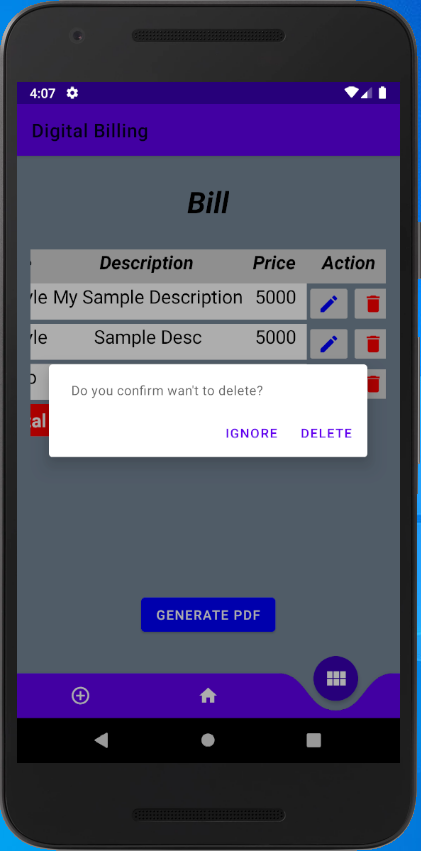 4:07
Digital Billing
Bill
Description Price Action
yle My Sample Description 5000
yle Sample Desc 5000
Do you confirm wan't to delete?
IGNORE DELETE
GENERATE PDF